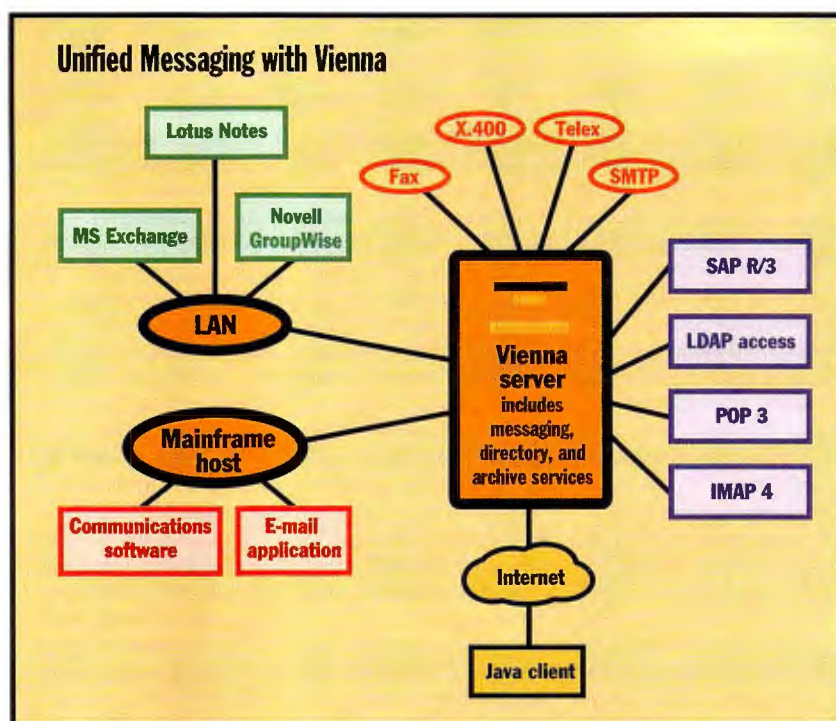 Unified Messaging with Vienna
Lotus Notes
MS Exchange
Novell
GroupWise
LAN
Mainframe
host
Communications
software
E-mail
application
Fax
X.400
Telex
SMTP
Vienna
server
includes
messaging,
directory, and
archive services
SAP R/3
LDAP access
POP 3
IMAP 4
Internet
Java client